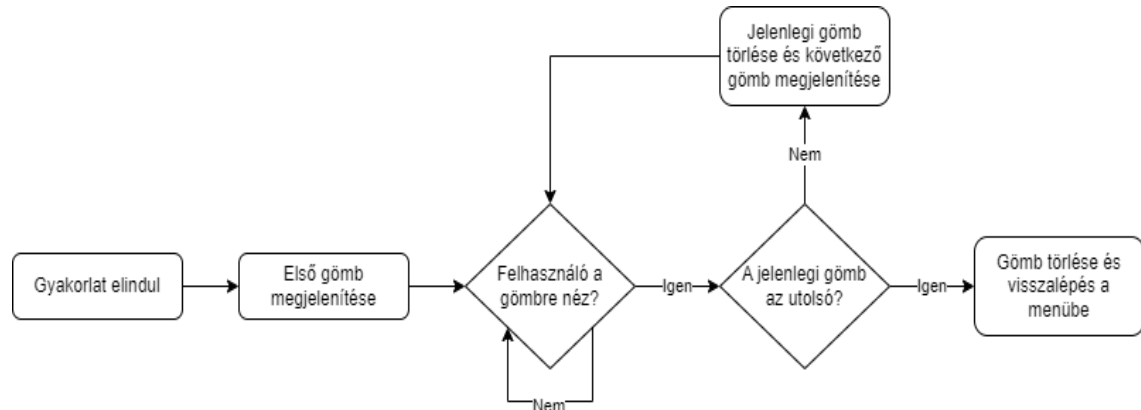 Gyakorlat elindul
Első gömb
megjelenítése
Felhasználó a
gömbre néz?
Nem
Igen
A jelenlegi gömb
az utolsó?
Nem
Jelenlegi gömb
törlése és következő
gömb megjelenítése
Igen
Gömb törlése és
visszalépés a
menübe